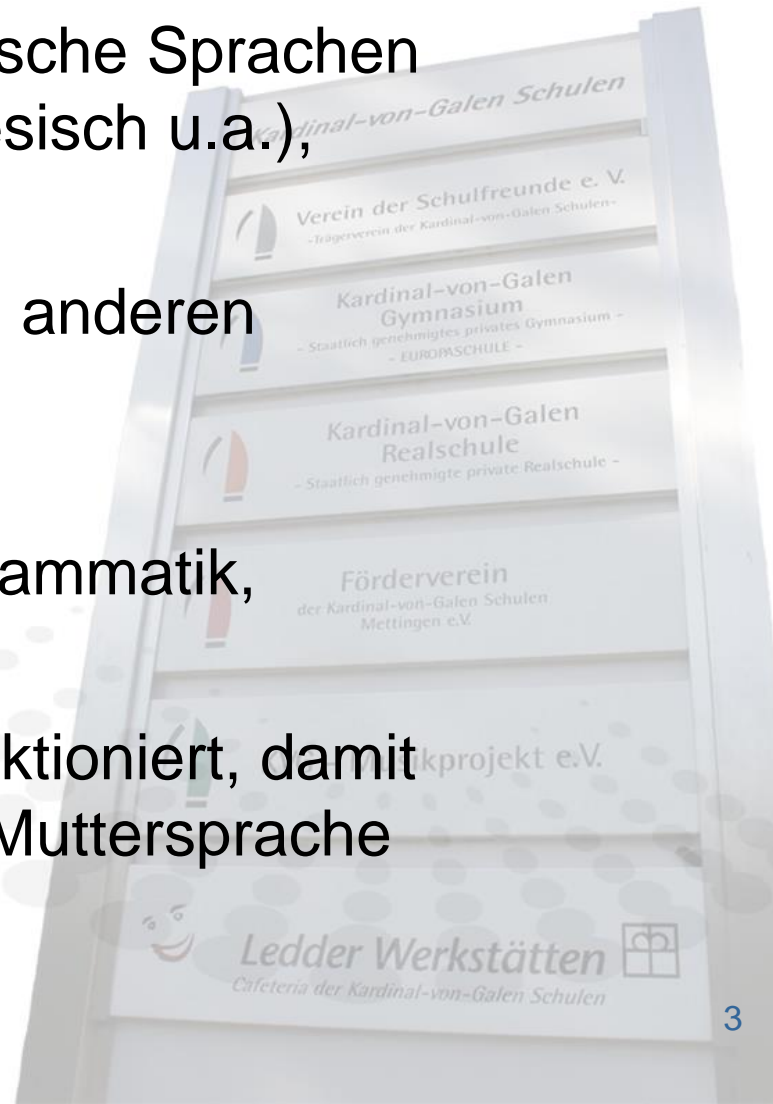 sche Sprachen
esisch u.a.),
Kardinal-von-Galen Schulen
Verein der Schulfreunde e. V.
-Trägerverein der Kardinal-von-Galen Schulen-
anderen
Kardinal-von-Galen
Gymnasium
- Staatlich genehmigtes privates Gymnasium -
- EUROPASCHULE -
Kardinal-von-Galen
Realschule
- Staatlich genehmigte private Realschule -
ammatik,
Förderverein
der Kardinal-von-Galen Schulen
Mettingen e.V.
ktioniert, damit
Musikprojekt e.V.
Muttersprache
Ledder Werkstätten
Cafeteria der Kardinal-von-Galen Schulen
3